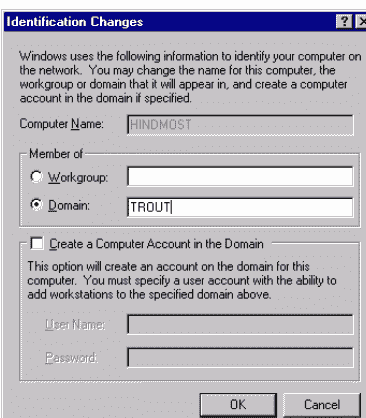 Identification Changes
Windows uses the following information to identify your computer on
the network. You may change the name for this computer, the
workgroup or domain that it will appear in, and create a computer
account in the domain if specified.
Computer Name: HINDMOST
Member of
Workgroup:
Domain: TROUT
Create a Computer Account in the Domain
This option will create an account on the domain for this
computer. You must specify a user account with the ability to
add workstations to the specified domain above.
User Name:
Password:
OK Cancel